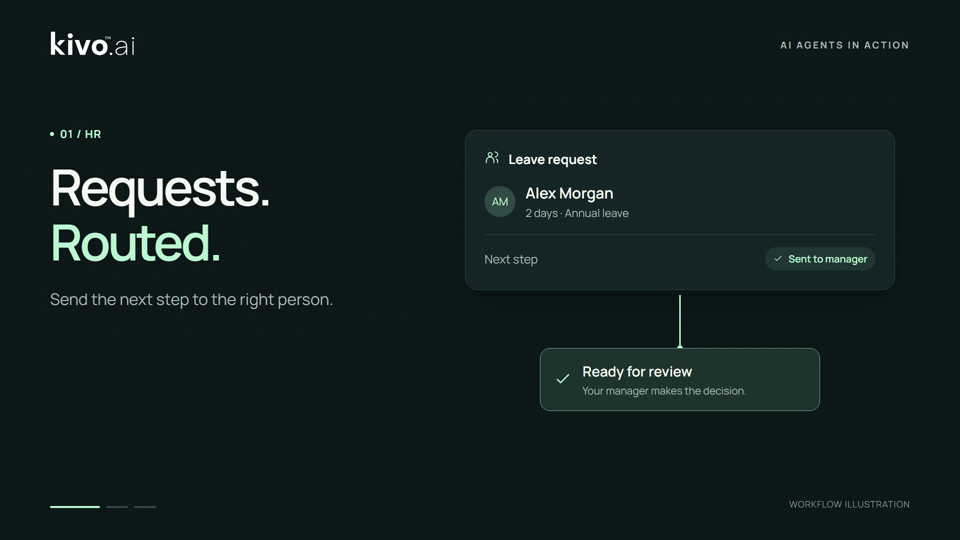 kivo.ai™
AI AGENTS IN ACTION
• 01 / HR
Requests.
Routed.
Send the next step to the right person.
Leave request
AM
Alex Morgan
2 days · Annual leave
Next step
✓ Sent to manager
✓ Ready for review
Your manager makes the decision.
WORKFLOW ILLUSTRATION